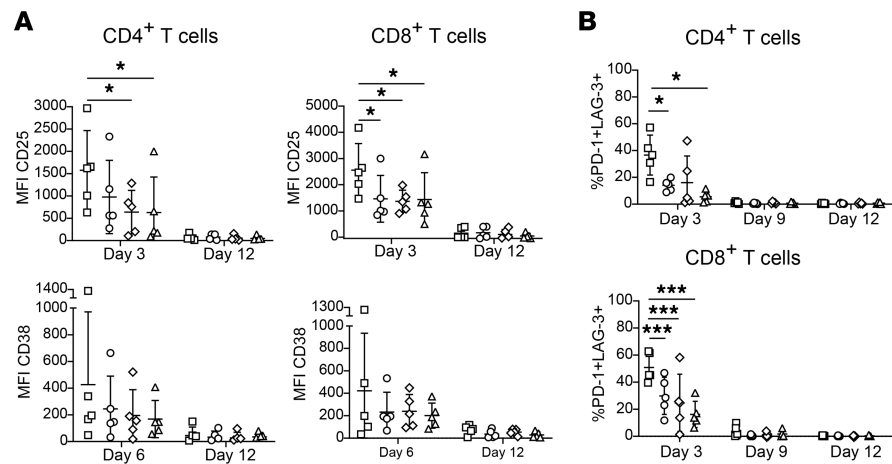 A
B
CD4+ T cells
* 
*
MFI CD25
3000
2500
2000
1500
1000
500
0
Day 3 Day 12
CD8+ T cells
*
*
*
MFI CD25
5000
4000
3000
2000
1000
0
Day 3 Day 12
CD4+ T cells
*
*
%PD-1+LAG-3+
100
80
60
40
20
0
Day 3 Day 9 Day 12
MFI CD38
1400
1000
800
600
400
200
0
Day 6 Day 12
MFI CD38
1300
1000
800
600
400
200
0
Day 6 Day 12
CD8+ T cells
***
***
***
%PD-1+LAG-3+
100
80
60
40
20
0
Day 3 Day 9 Day 12